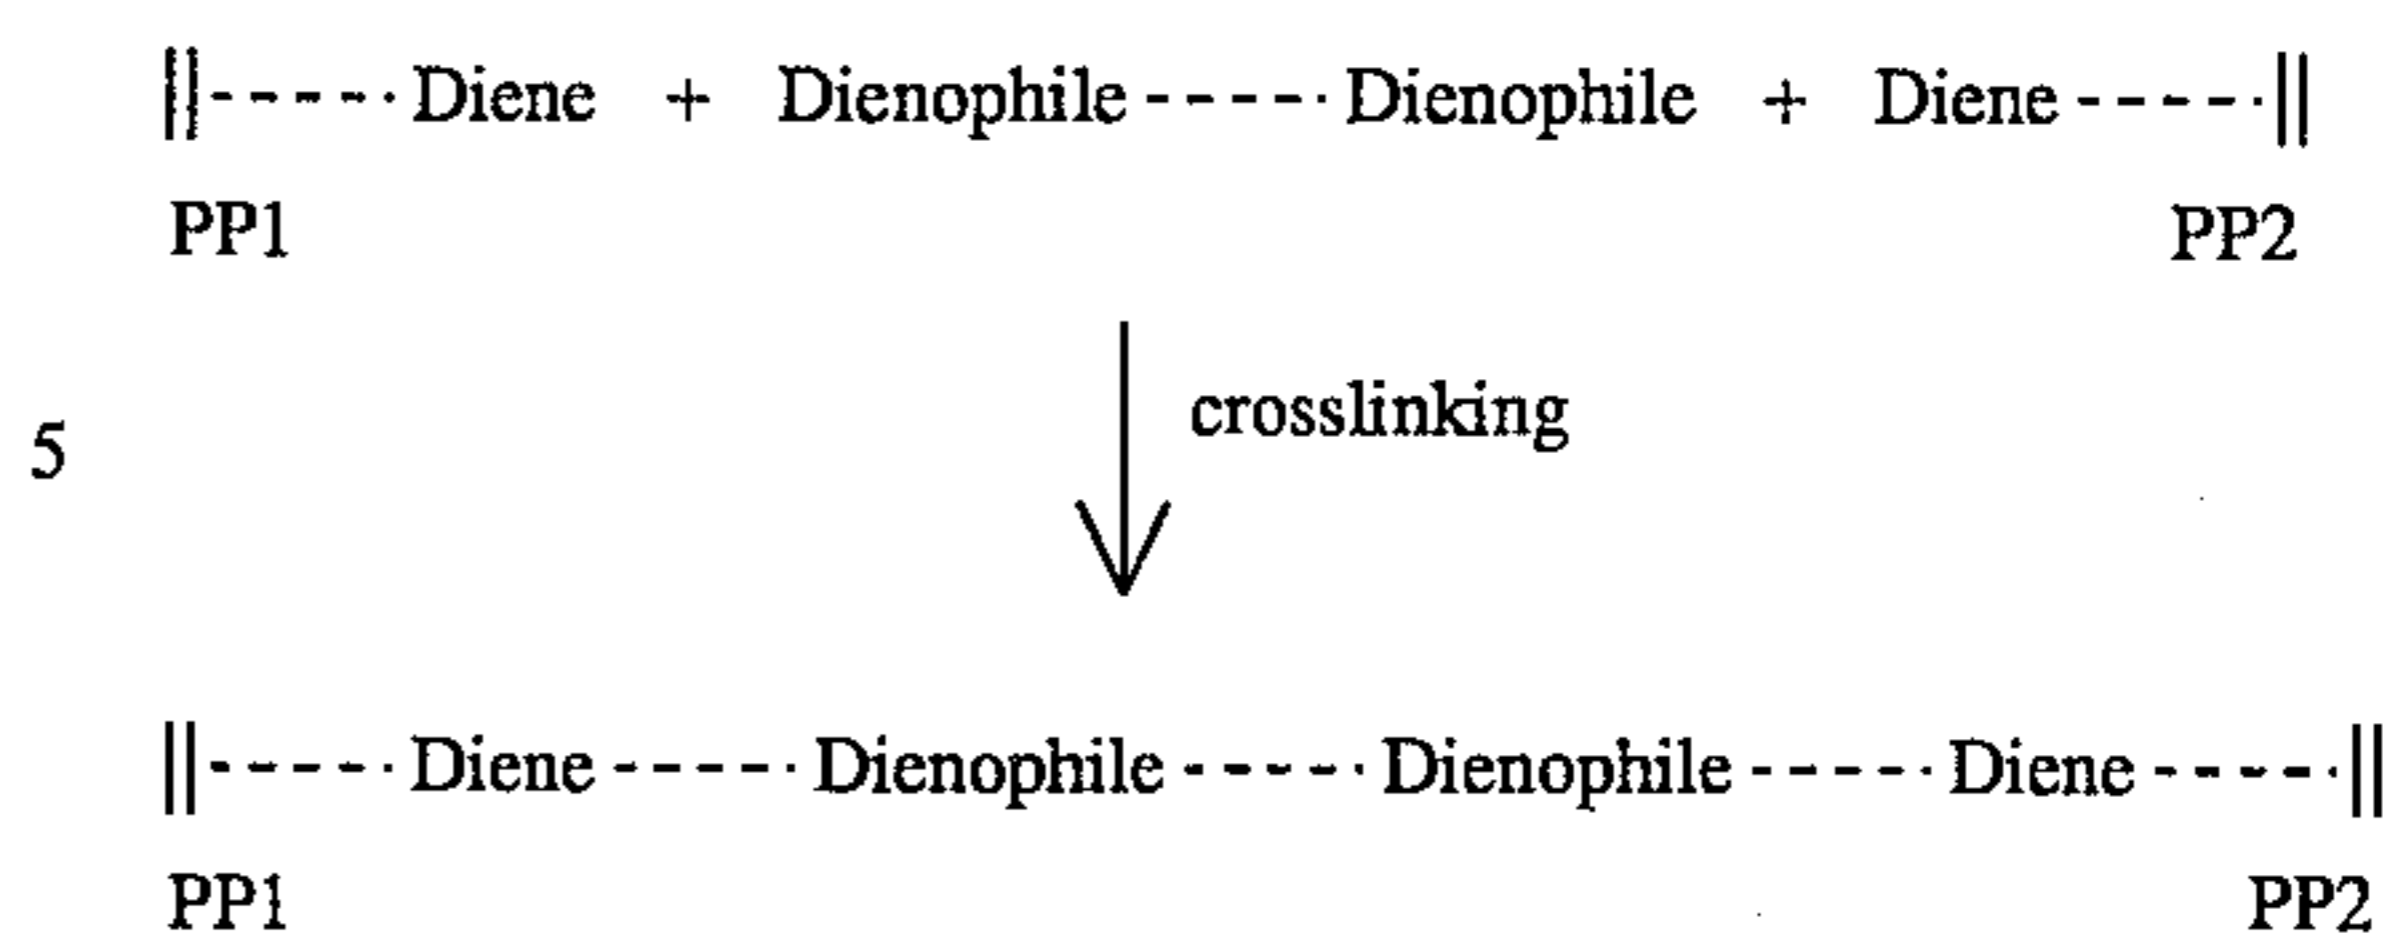 ||-----Diene + Dienophile-----Dienophile + Diene-----||
PP1 PP2
crosslinking
5
||-----Diene-----Dienophile-----Dienophile-----Diene-----||
PP1 PP2